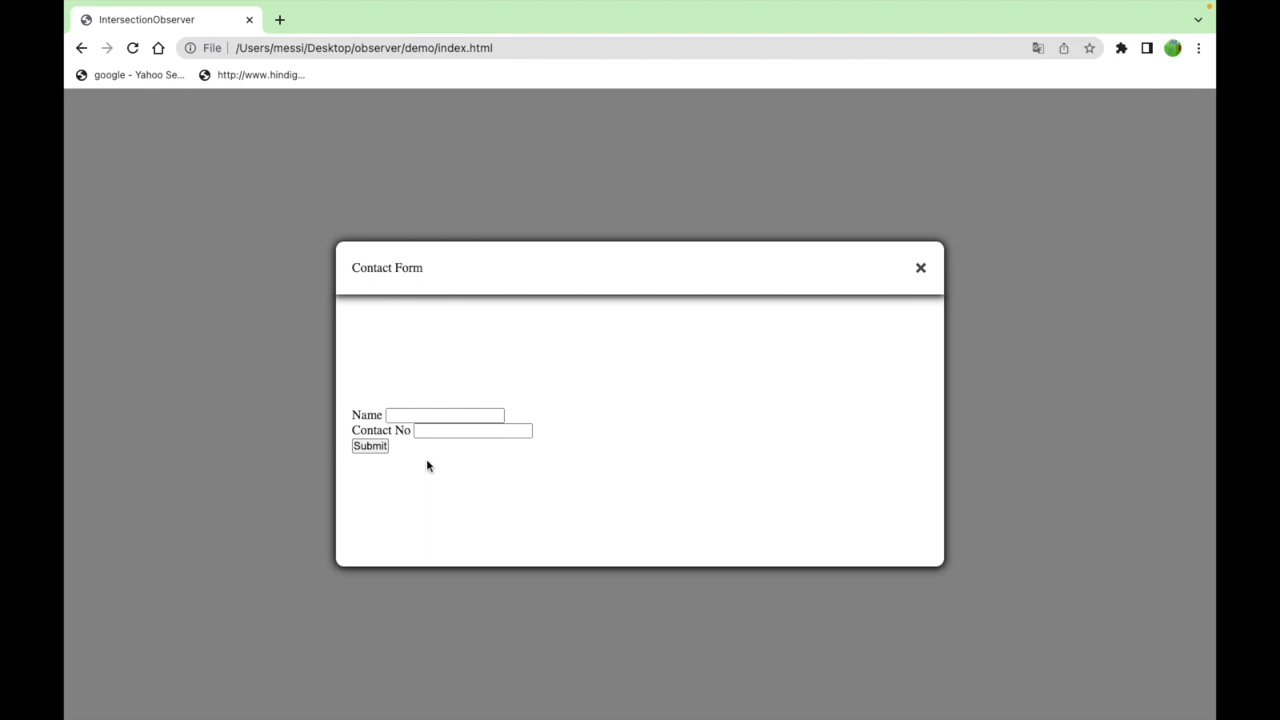 IntersectionObserver
File /Users/messi/Desktop/observer/demo/index.html
google - Yahoo Se... http://www.hindig...
Contact Form
Name
Contact No
Submit